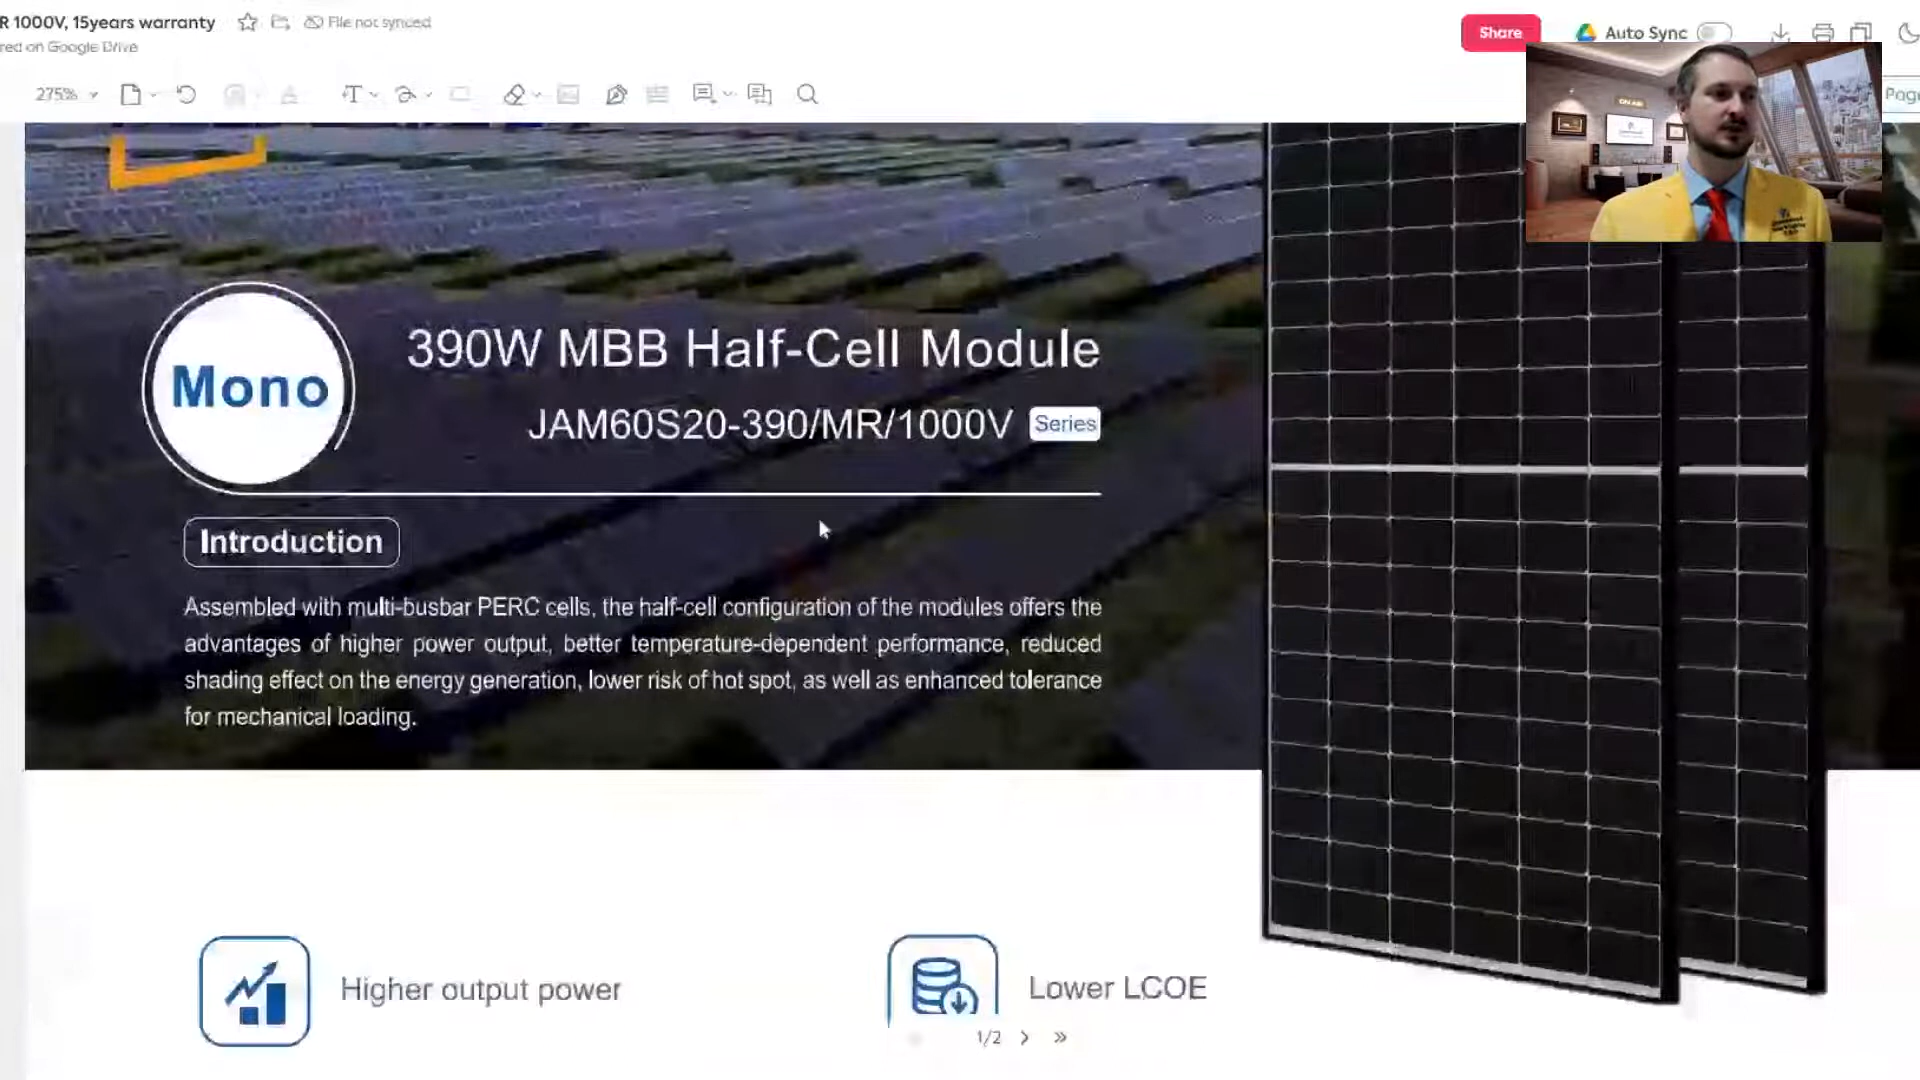 R 1000V, 15years warranty
File not synced
red on Google Drive
Share
Auto Sync
275%
Page
ON AIR
Mono
390W MBB Half-Cell Module
JAM60S20-390/MR/1000V Series
Introduction
Assembled with multi-busbar PERC cells, the half-cell configuration of the modules offers the
advantages of higher power output, better temperature-dependent performance, reduced
shading effect on the energy generation, lower risk of hot spot, as well as enhanced tolerance
for mechanical loading.
Higher output power
Lower LCOE
1/2